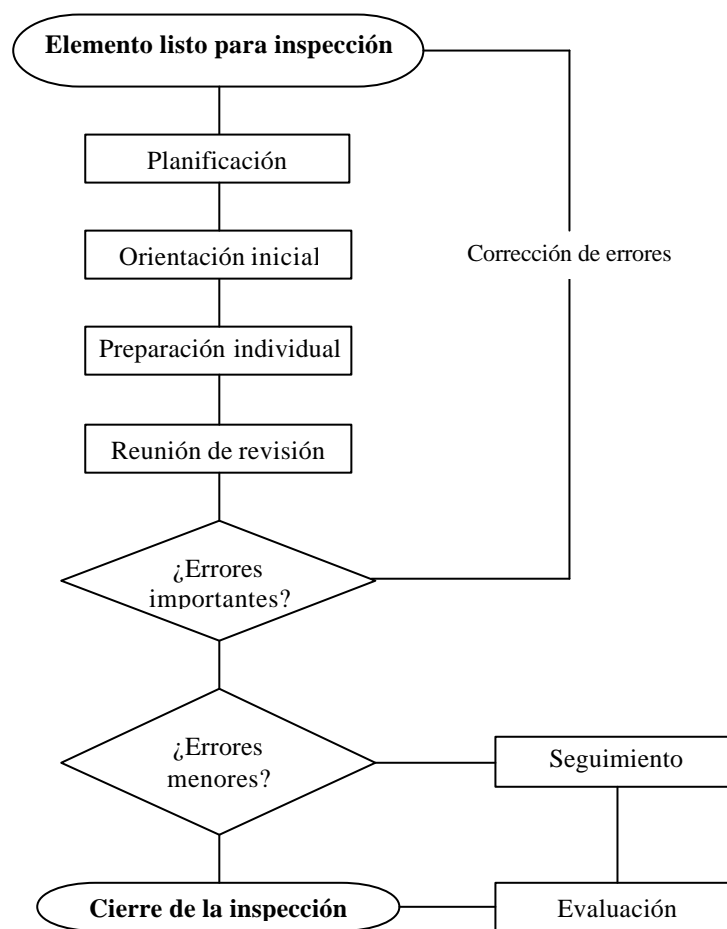 Elemento listo para inspección
Planificación
Orientación inicial
Corrección de errores
Preparación individual
Reunión de revisión
¿Errores
importantes?
¿Errores
menores?
Seguimiento
Cierre de la inspección
Evaluación